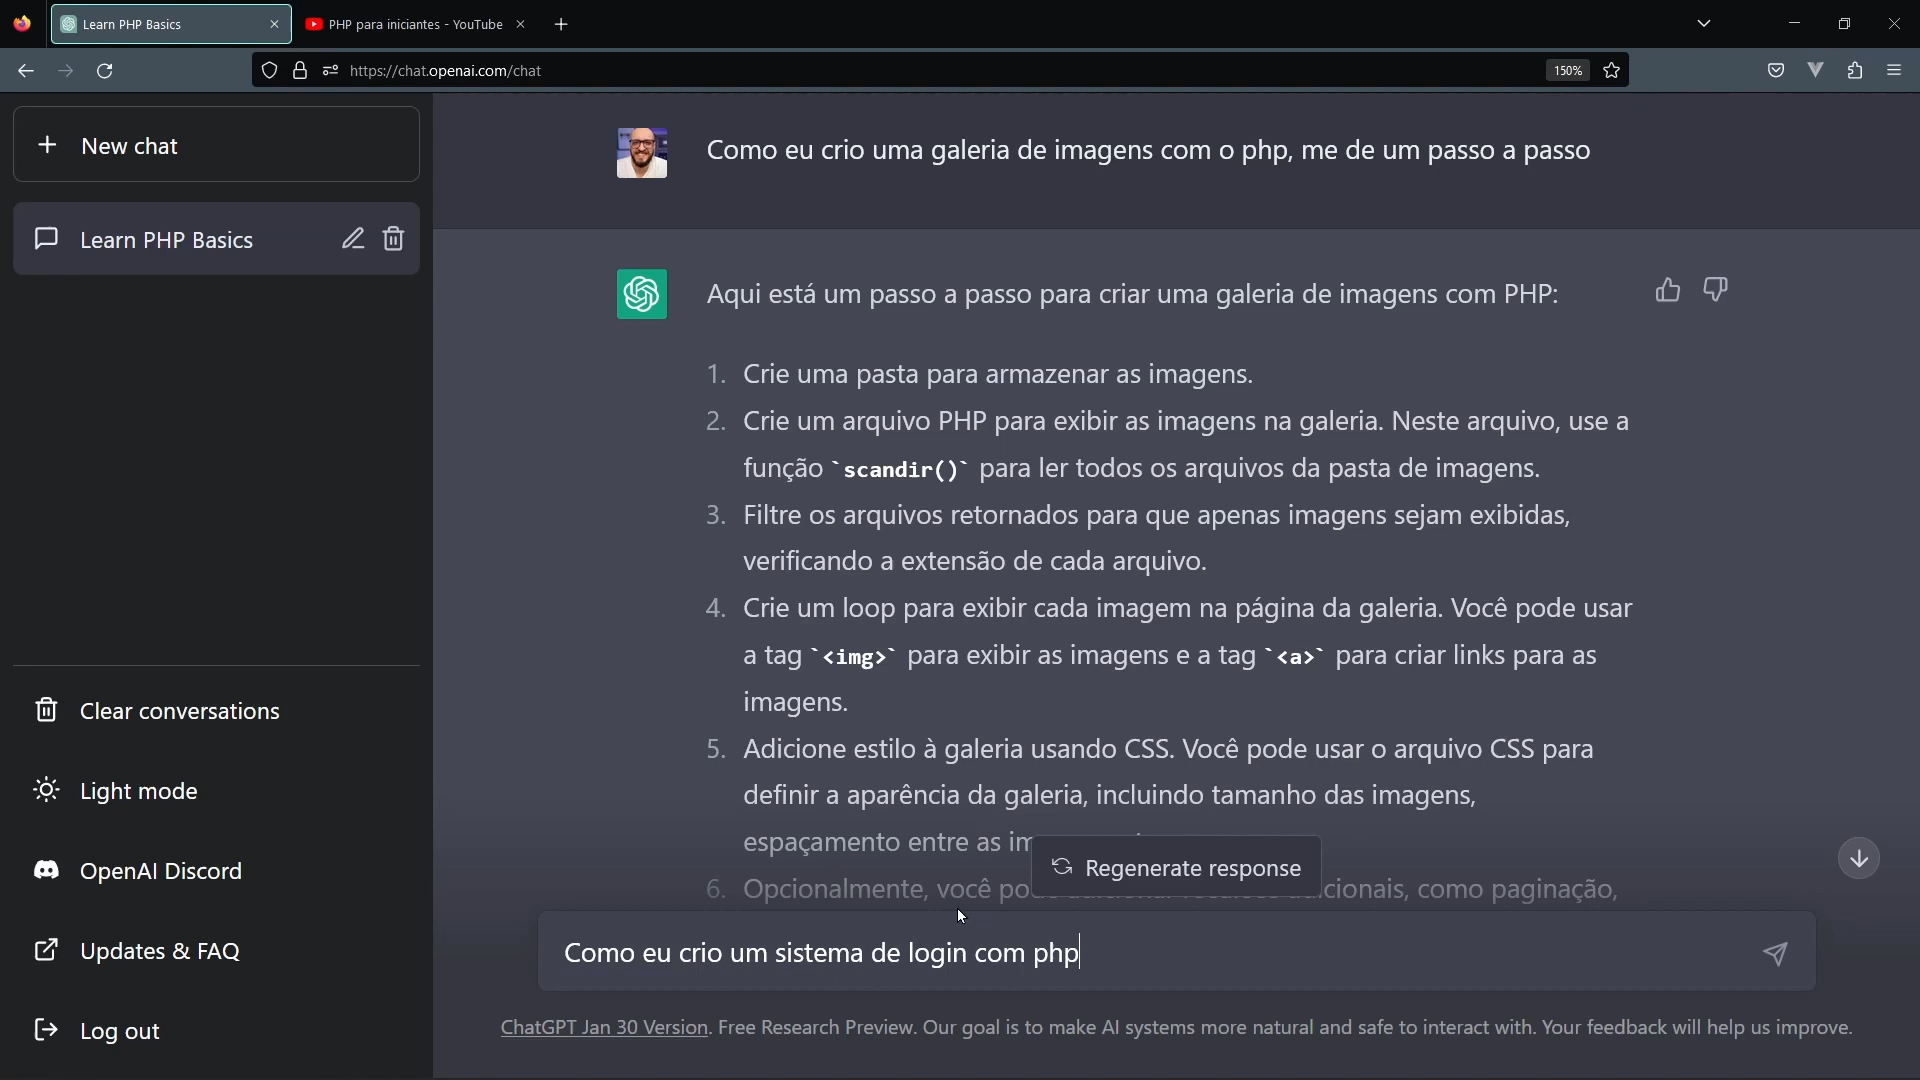 Learn PHP Basics
PHP para iniciantes - YouTube
https://chat.openai.com/chat
150%
New chat
Learn PHP Basics
Clear conversations
Light mode
OpenAI Discord
Updates & FAQ
Log out
Como eu crio uma galeria de imagens com o php, me de um passo a passo
Aqui está um passo a passo para criar uma galeria de imagens com PHP:
1. Crie uma pasta para armazenar as imagens.
2. Crie um arquivo PHP para exibir as imagens na galeria. Neste arquivo, use a
função `scandir()` para ler todos os arquivos da pasta de imagens.
3. Filtre os arquivos retornados para que apenas imagens sejam exibidas,
verificando a extensão de cada arquivo.
4. Crie um loop para exibir cada imagem na página da galeria. Você pode usar
a tag `<img>` para exibir as imagens e a tag `<a>` para criar links para as
imagens.
5. Adicione estilo à galeria usando CSS. Você pode usar o arquivo CSS para
definir a aparência da galeria, incluindo tamanho das imagens,
espaçamento entre as
Regenerate response
6. Opcionalmente, você como paginação,
Como eu crio um sistema de login com php
ChatGPT Jan 30 Version. Free Research Preview. Our goal is to make AI systems more natural and safe to interact with. Your feedback will help us improve.